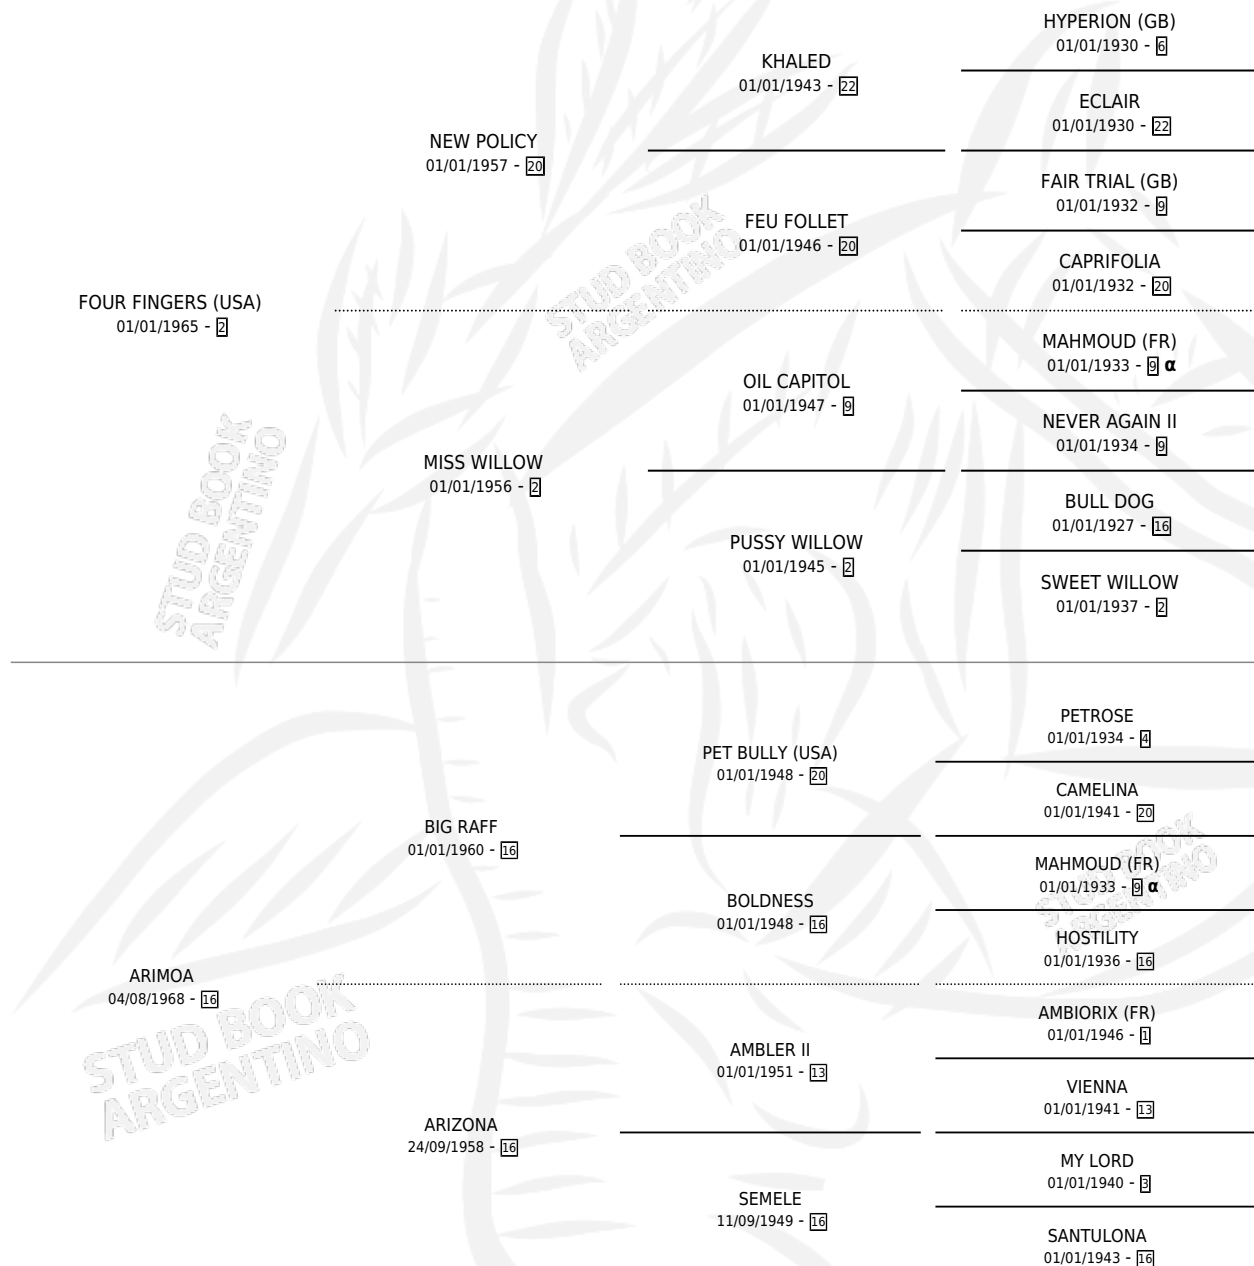 HYPERION (GB)
01/01/1930 - 6
KHALED
01/01/1943 - 22
ECLAIR
01/01/1930 - 22
NEW POLICY
01/01/1957 - 20
FAIR TRIAL (GB)
01/01/1932 - 9
FEU FOLLET
01/01/1946 - 20
CAPRIFOLIA
01/01/1932 - 20
FOUR FINGERS (USA)
01/01/1965 - 2
MAHMOUD (FR)
01/01/1933 - 9 α
OIL CAPITOL
01/01/1947 - 9
NEVER AGAIN II
01/01/1934 - 9
MISS WILLOW
01/01/1956 - 2
BULL DOG
01/01/1927 - 16
PUSSY WILLOW
01/01/1945 - 2
SWEET WILLOW
01/01/1937 - 2
STUD BOOK
ARGENTINO
STUD BOOK
ARGENTINO
PETROSE
01/01/1934 - 4
PET BULLY (USA)
01/01/1948 - 20
CAMELINA
01/01/1941 - 20
BIG RAFF
01/01/1960 - 16
MAHMOUD (FR)
01/01/1933 - 9 α
BOLDNESS
01/01/1948 - 16
HOSTILITY
01/01/1936 - 16
STUD BOOK
ARGENTINO
ARIMOA
04/08/1968 - 16
AMBIORIX (FR)
01/01/1946 - 1
AMBLER II
01/01/1951 - 13
VIENNA
01/01/1941 - 13
ARIZONA
24/09/1958 - 16
MY LORD
01/01/1940 - 3
SEMELE
11/09/1949 - 16
SANTULONA
01/01/1943 - 16
STUD BOOK
ARGENTINO